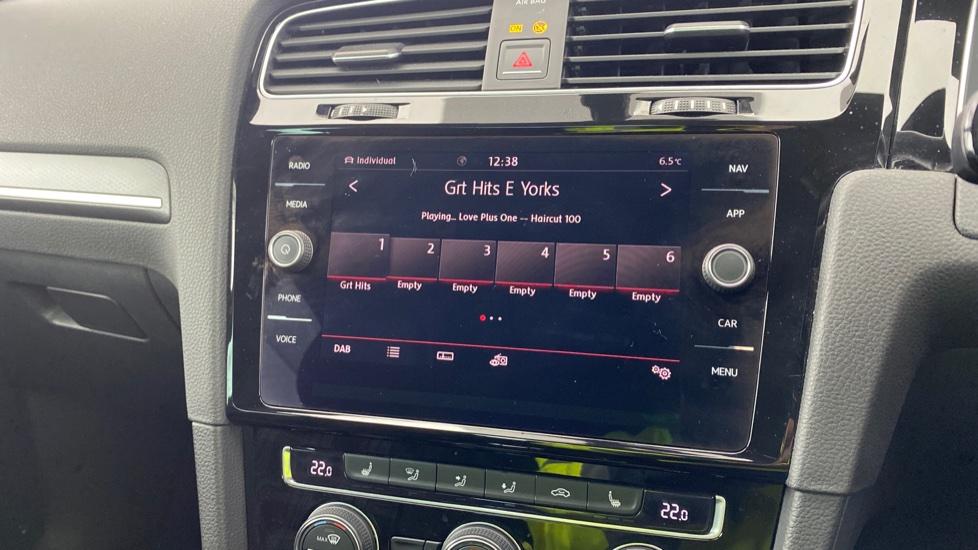 AIR BAG
ON
RADIO
Individual 12:38 6.5°C
NAV
MEDIA
< Grt Hits E Yorks >
APP
Playing… Love Plus One -- Haircut 100
1 2 3 4 5 6
Grt Hits Empty Empty Empty Empty Empty
PHONE
CAR
VOICE
DAB
MENU
22.0
22.0
MAX